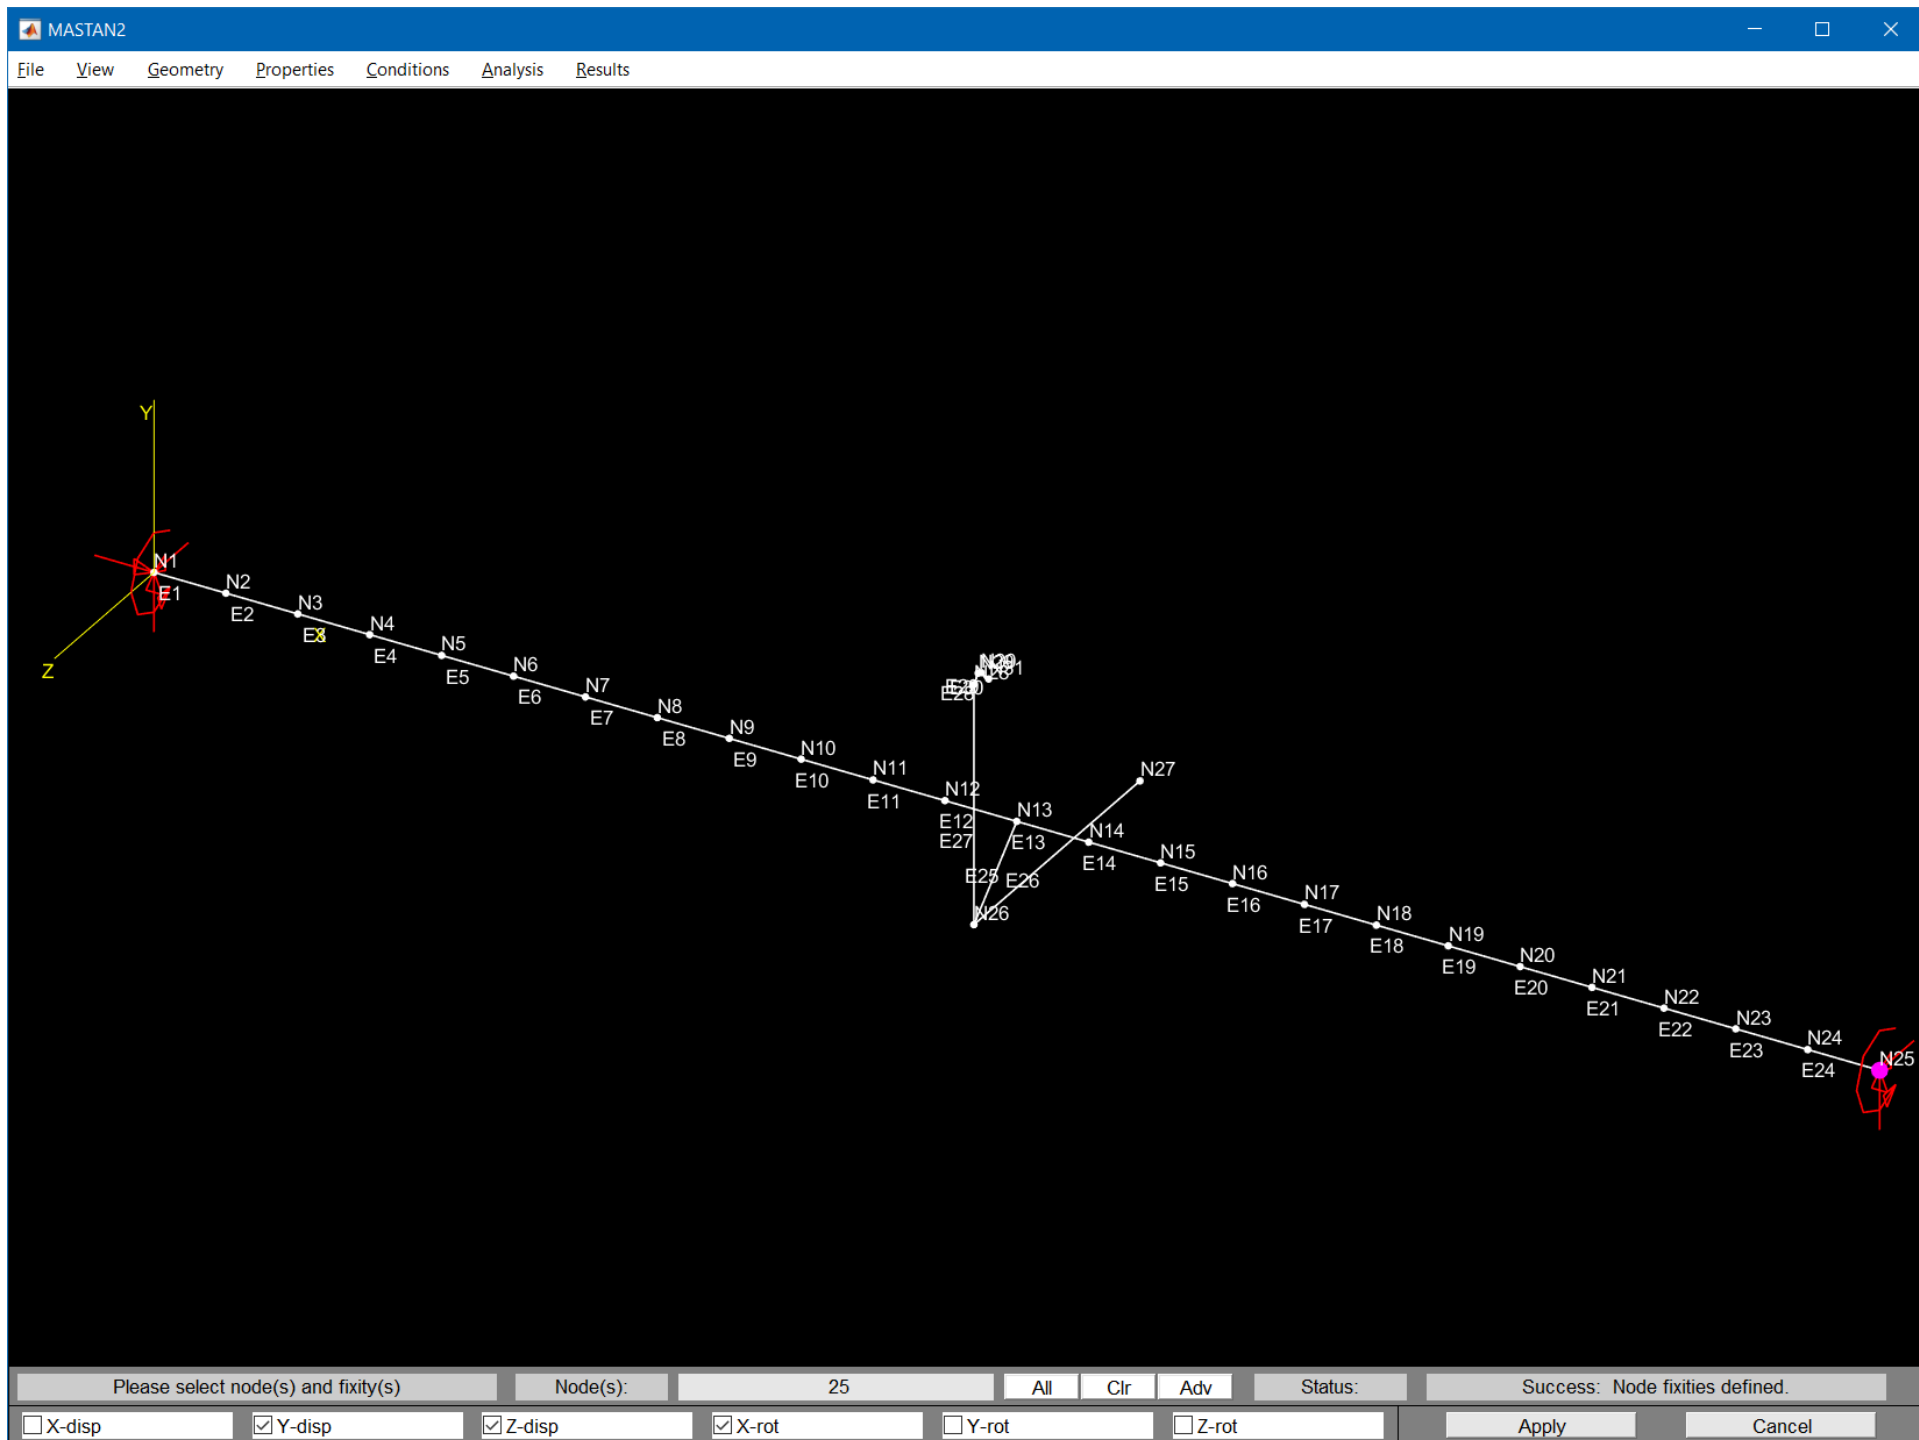 MASTAN2
File View Geometry Properties Conditions Analysis Results
Y
N1
E1
N2
E2
N3
X
Z
N4
E4
N5
E5
N6
E6
N7
E7
N8
E8
N9
E9
N10
E10
N11
E11
N12
E12
E27
N13
E13
N27
N14
E14
E25
E26
N26
N15
E15
N16
E16
N17
E17
N18
E18
N19
E19
N20
E20
N21
E21
N22
E22
N23
E23
N24
E24
N25
Please select node(s) and fixity(s) Node(s): 25 All Clr Adv Status: Success: Node fixities defined.
X-disp Y-disp Z-disp X-rot Y-rot Z-rot Apply Cancel